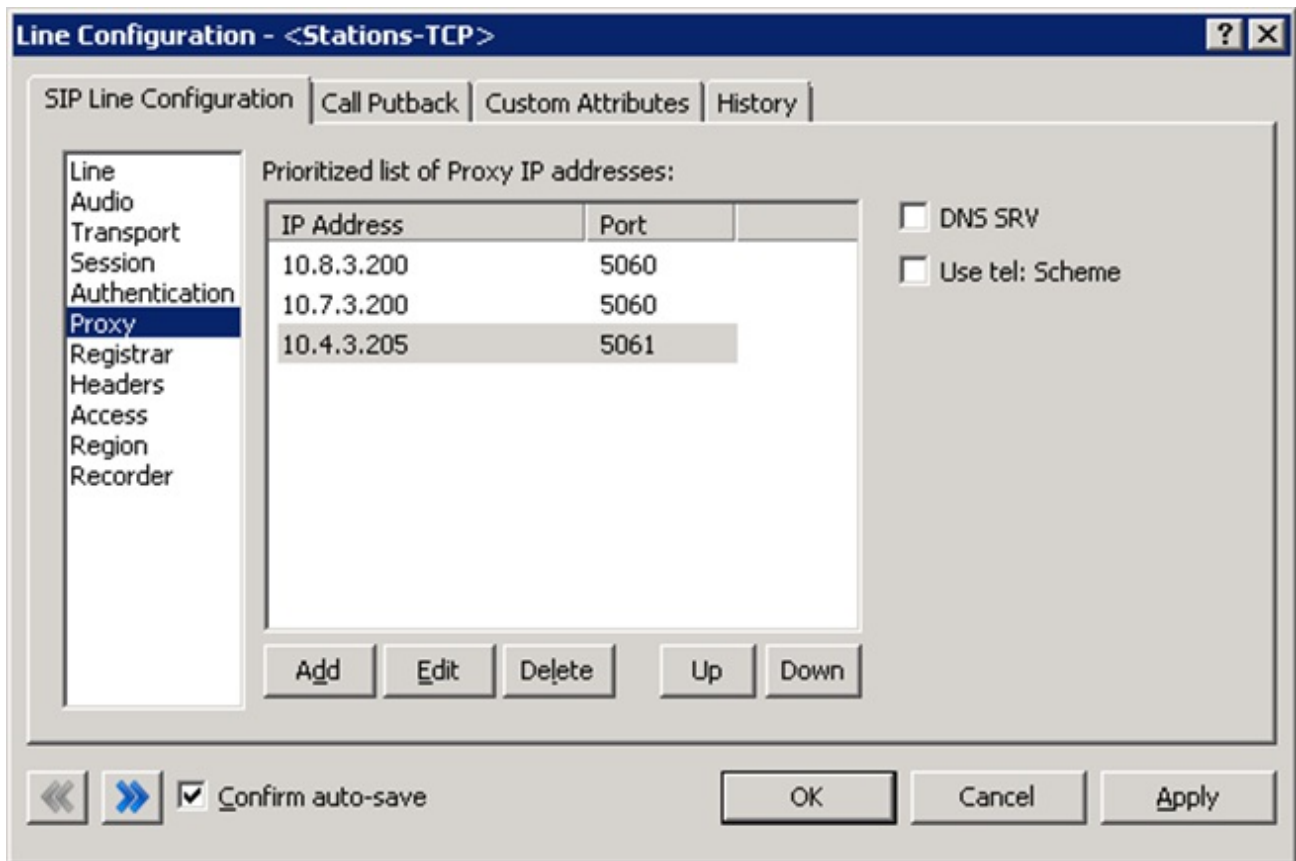 Line Configuration - <Stations-TCP>
SIP Line Configuration
Call Putback
Custom Attributes
History
Line
Audio
Transport
Session
Authentication
Proxy
Registrar
Headers
Access
Region
Recorder
Prioritized list of Proxy IP addresses:
IP Address Port
10.8.3.200 5060
10.7.3.200 5060
10.4.3.205 5061
DNS SRV
Use tel: Scheme
Add
Edit
Delete
Up
Down
Confirm auto-save
OK
Cancel
Apply